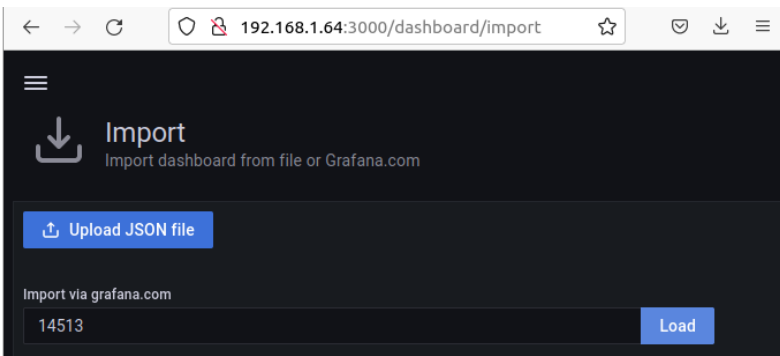 192.168.1.64:3000/dashboard/import
Import
Import dashboard from file or Grafana.com
Upload JSON file
Import via grafana.com
14513
Load